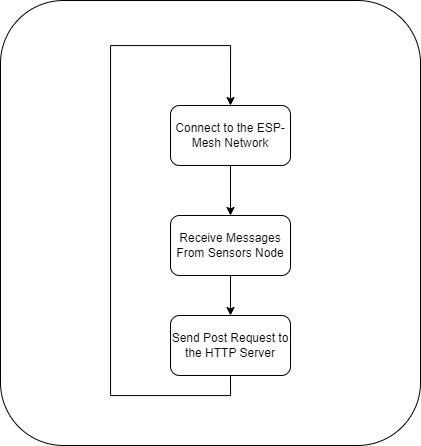 Connect to the ESP-
Mesh Network
Receive Messages
From Sensors Node
Send Post Request to
the HTTP Server